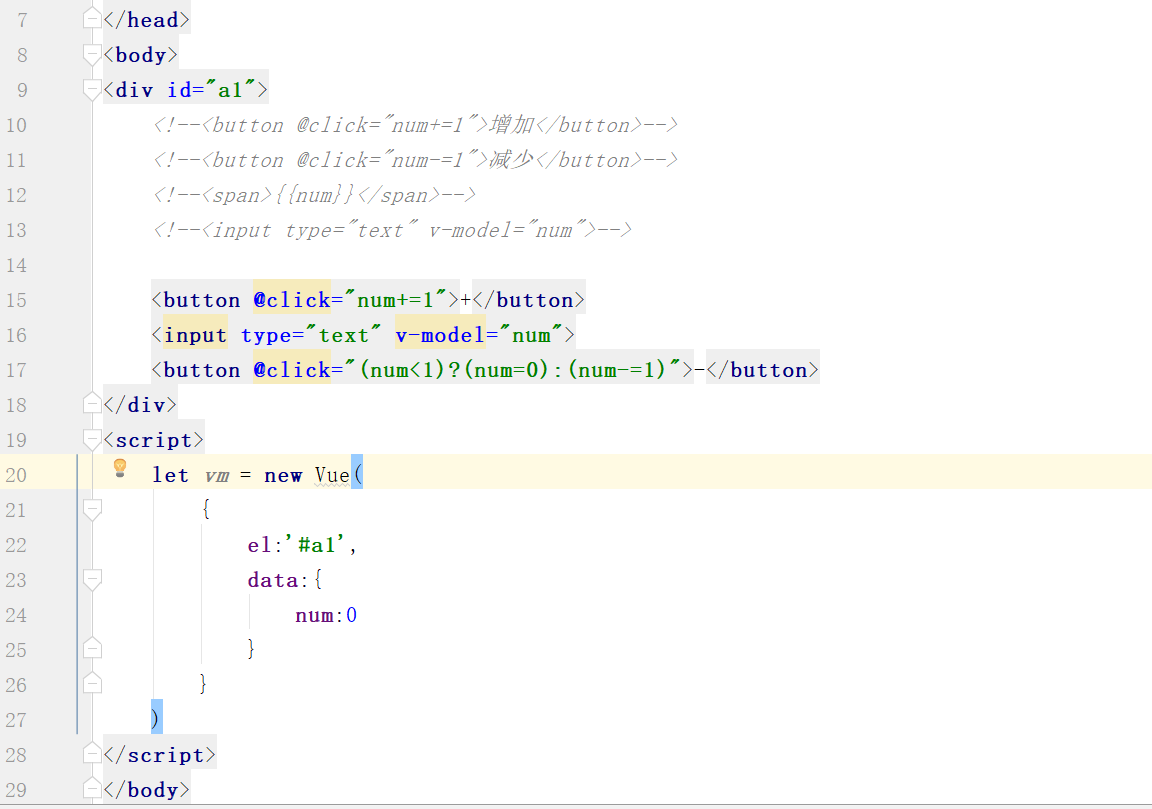 7 </head>
8 <body>
9 <div id="a1">
10 <!--<button @click="num+=1">增加</button>-->
11 <!--<button @click="num-=1">减少</button>-->
12 <!--<span>{{num}}</span>-->
13 <!--<input type="text" v-model="num">-->
14
15 <button @click="num+=1">+</button>
16 <input type="text" v-model="num">
17 <button @click="(num<1)?(num=0):(num-=1)">-</button>
18 </div>
19 <script>
20 let vm = new Vue(
21 {
22 el:'#a1',
23 data:{
24 num:0
25 }
26 }
27 )
28 </script>
29 </body>